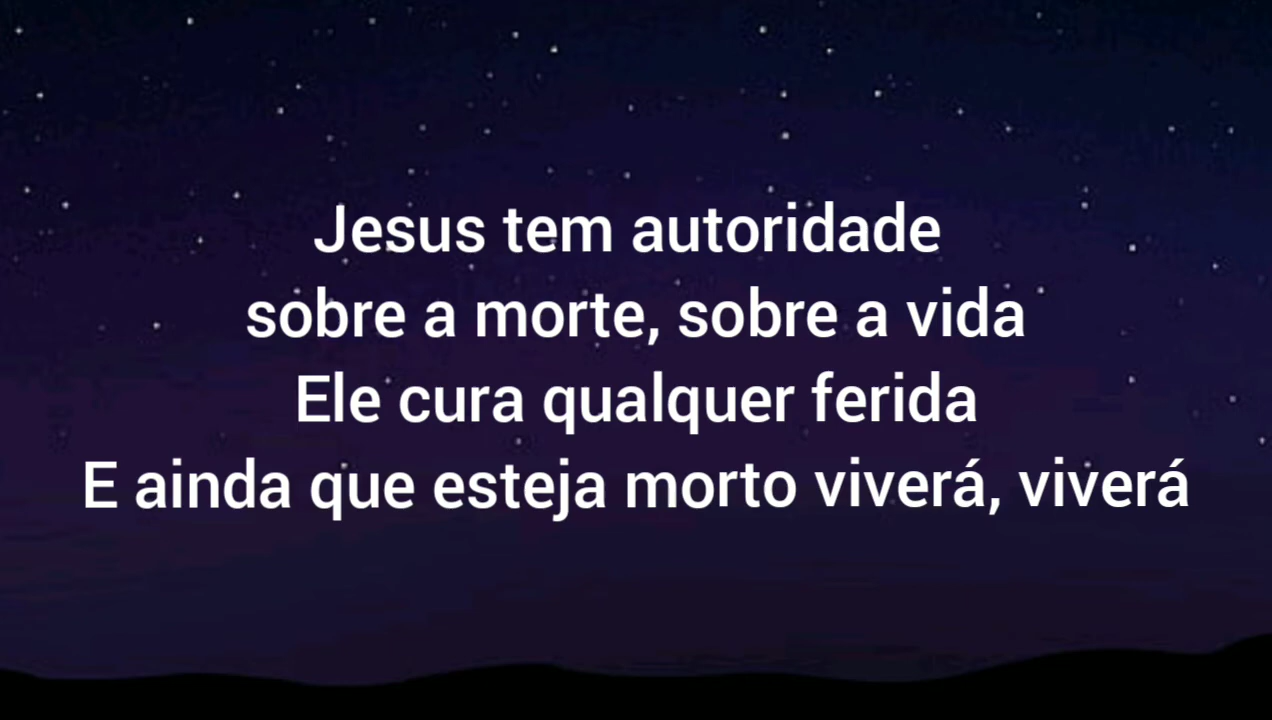 Jesus tem autoridade
sobre a morte, sobre a vida
Ele cura qualquer ferida
E ainda que esteja morto viverá, viverá